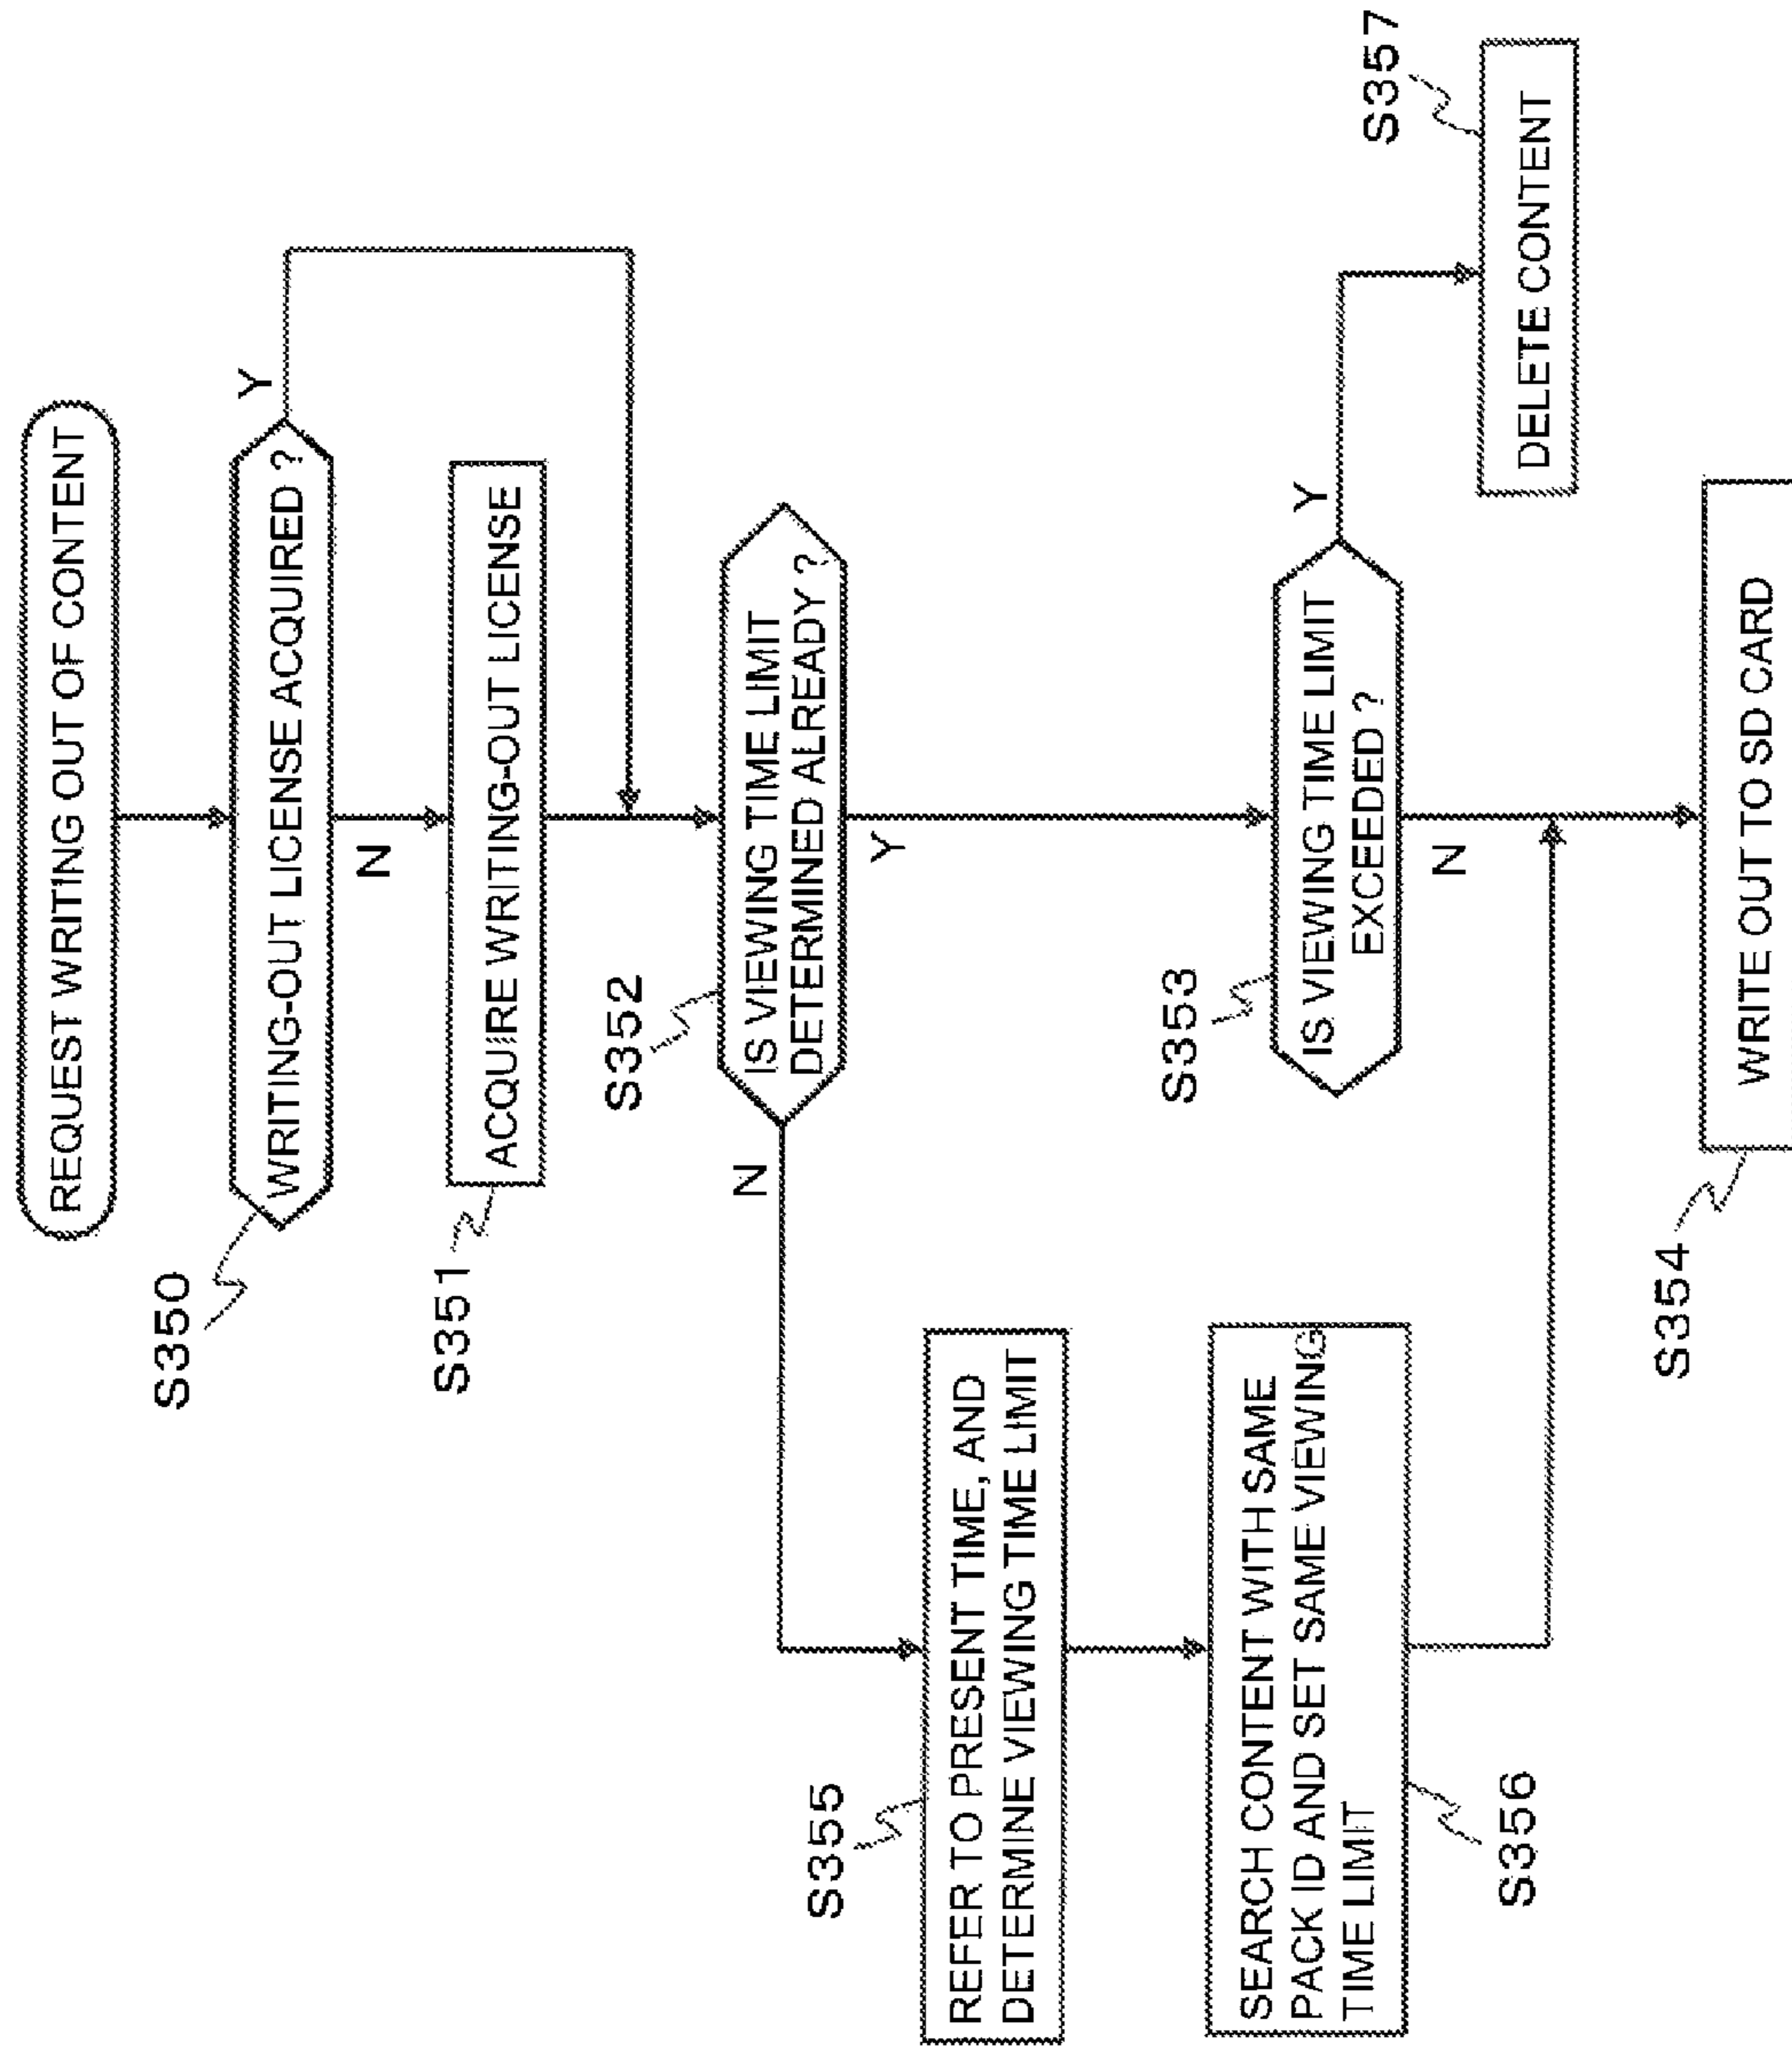 REQUEST WRITING OUT OF CONTENT
S350
WRITING-OUT LICENSE ACQUIRED ?
Y
N
S351
ACQUIRE WRITING-OUT LICENSE
S352
IS VIEWING TIME LIMIT
DETERMINED ALREADY ?
N
Y
S355
REFER TO PRESENT TIME, AND
DETERMINE VIEWING TIME LIMIT
S356
SEARCH CONTENT WITH SAME
PACK ID AND SET SAME VIEWING
TIME LIMIT
S353
IS VIEWING TIME LIMIT
EXCEEDED ?
Y
N
S357
DELETE CONTENT
S354
WRITE OUT TO SD CARD